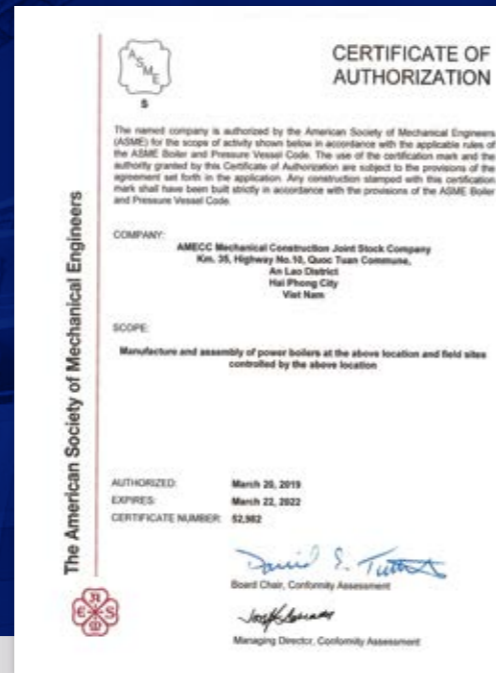 ASME
S
CERTIFICATE OF
AUTHORIZATION
The named company is authorized by the American Society of Mechanical Engineers
(ASME) for the scope of activity shown below in accordance with the applicable rules of
the ASME Boiler and Pressure Vessel Code. The use of the certification mark and the
authority granted by this Certificate of Authorization are subject to the provisions of the
agreement set forth in the application. Any construction stamped with this certification
mark shall have been built strictly in accordance with the provisions of the ASME Boiler
and Pressure Vessel Code.
COMPANY:
AMECC Mechanical Construction Joint Stock Company
Km. 35, Highway No.10, Quoc Tuan Commune,
An Lao District
Hai Phong City
Viet Nam
SCOPE:
Manufacture and assembly of power boilers at the above location and field sites
controlled by the above location
AUTHORIZED: March 20, 2019
EXPIRES: March 22, 2022
CERTIFICATE NUMBER: 52,982
Board Chair, Conformity Assessment
Managing Director, Conformity Assessment
The American Society of Mechanical Engineers